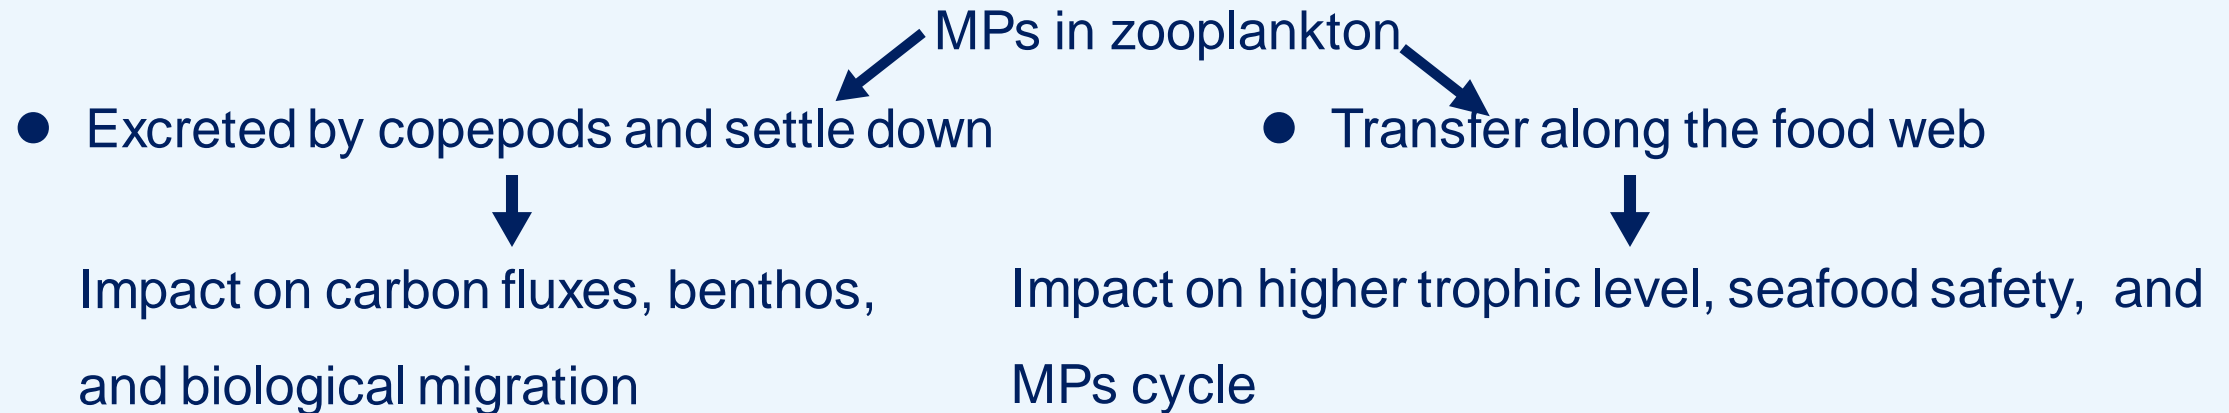 MPs in zooplankton
● Excreted by copepods and settle down
● Transfer along the food web
Impact on carbon fluxes, benthos,
and biological migration
Impact on higher trophic level, seafood safety, and
MPs cycle